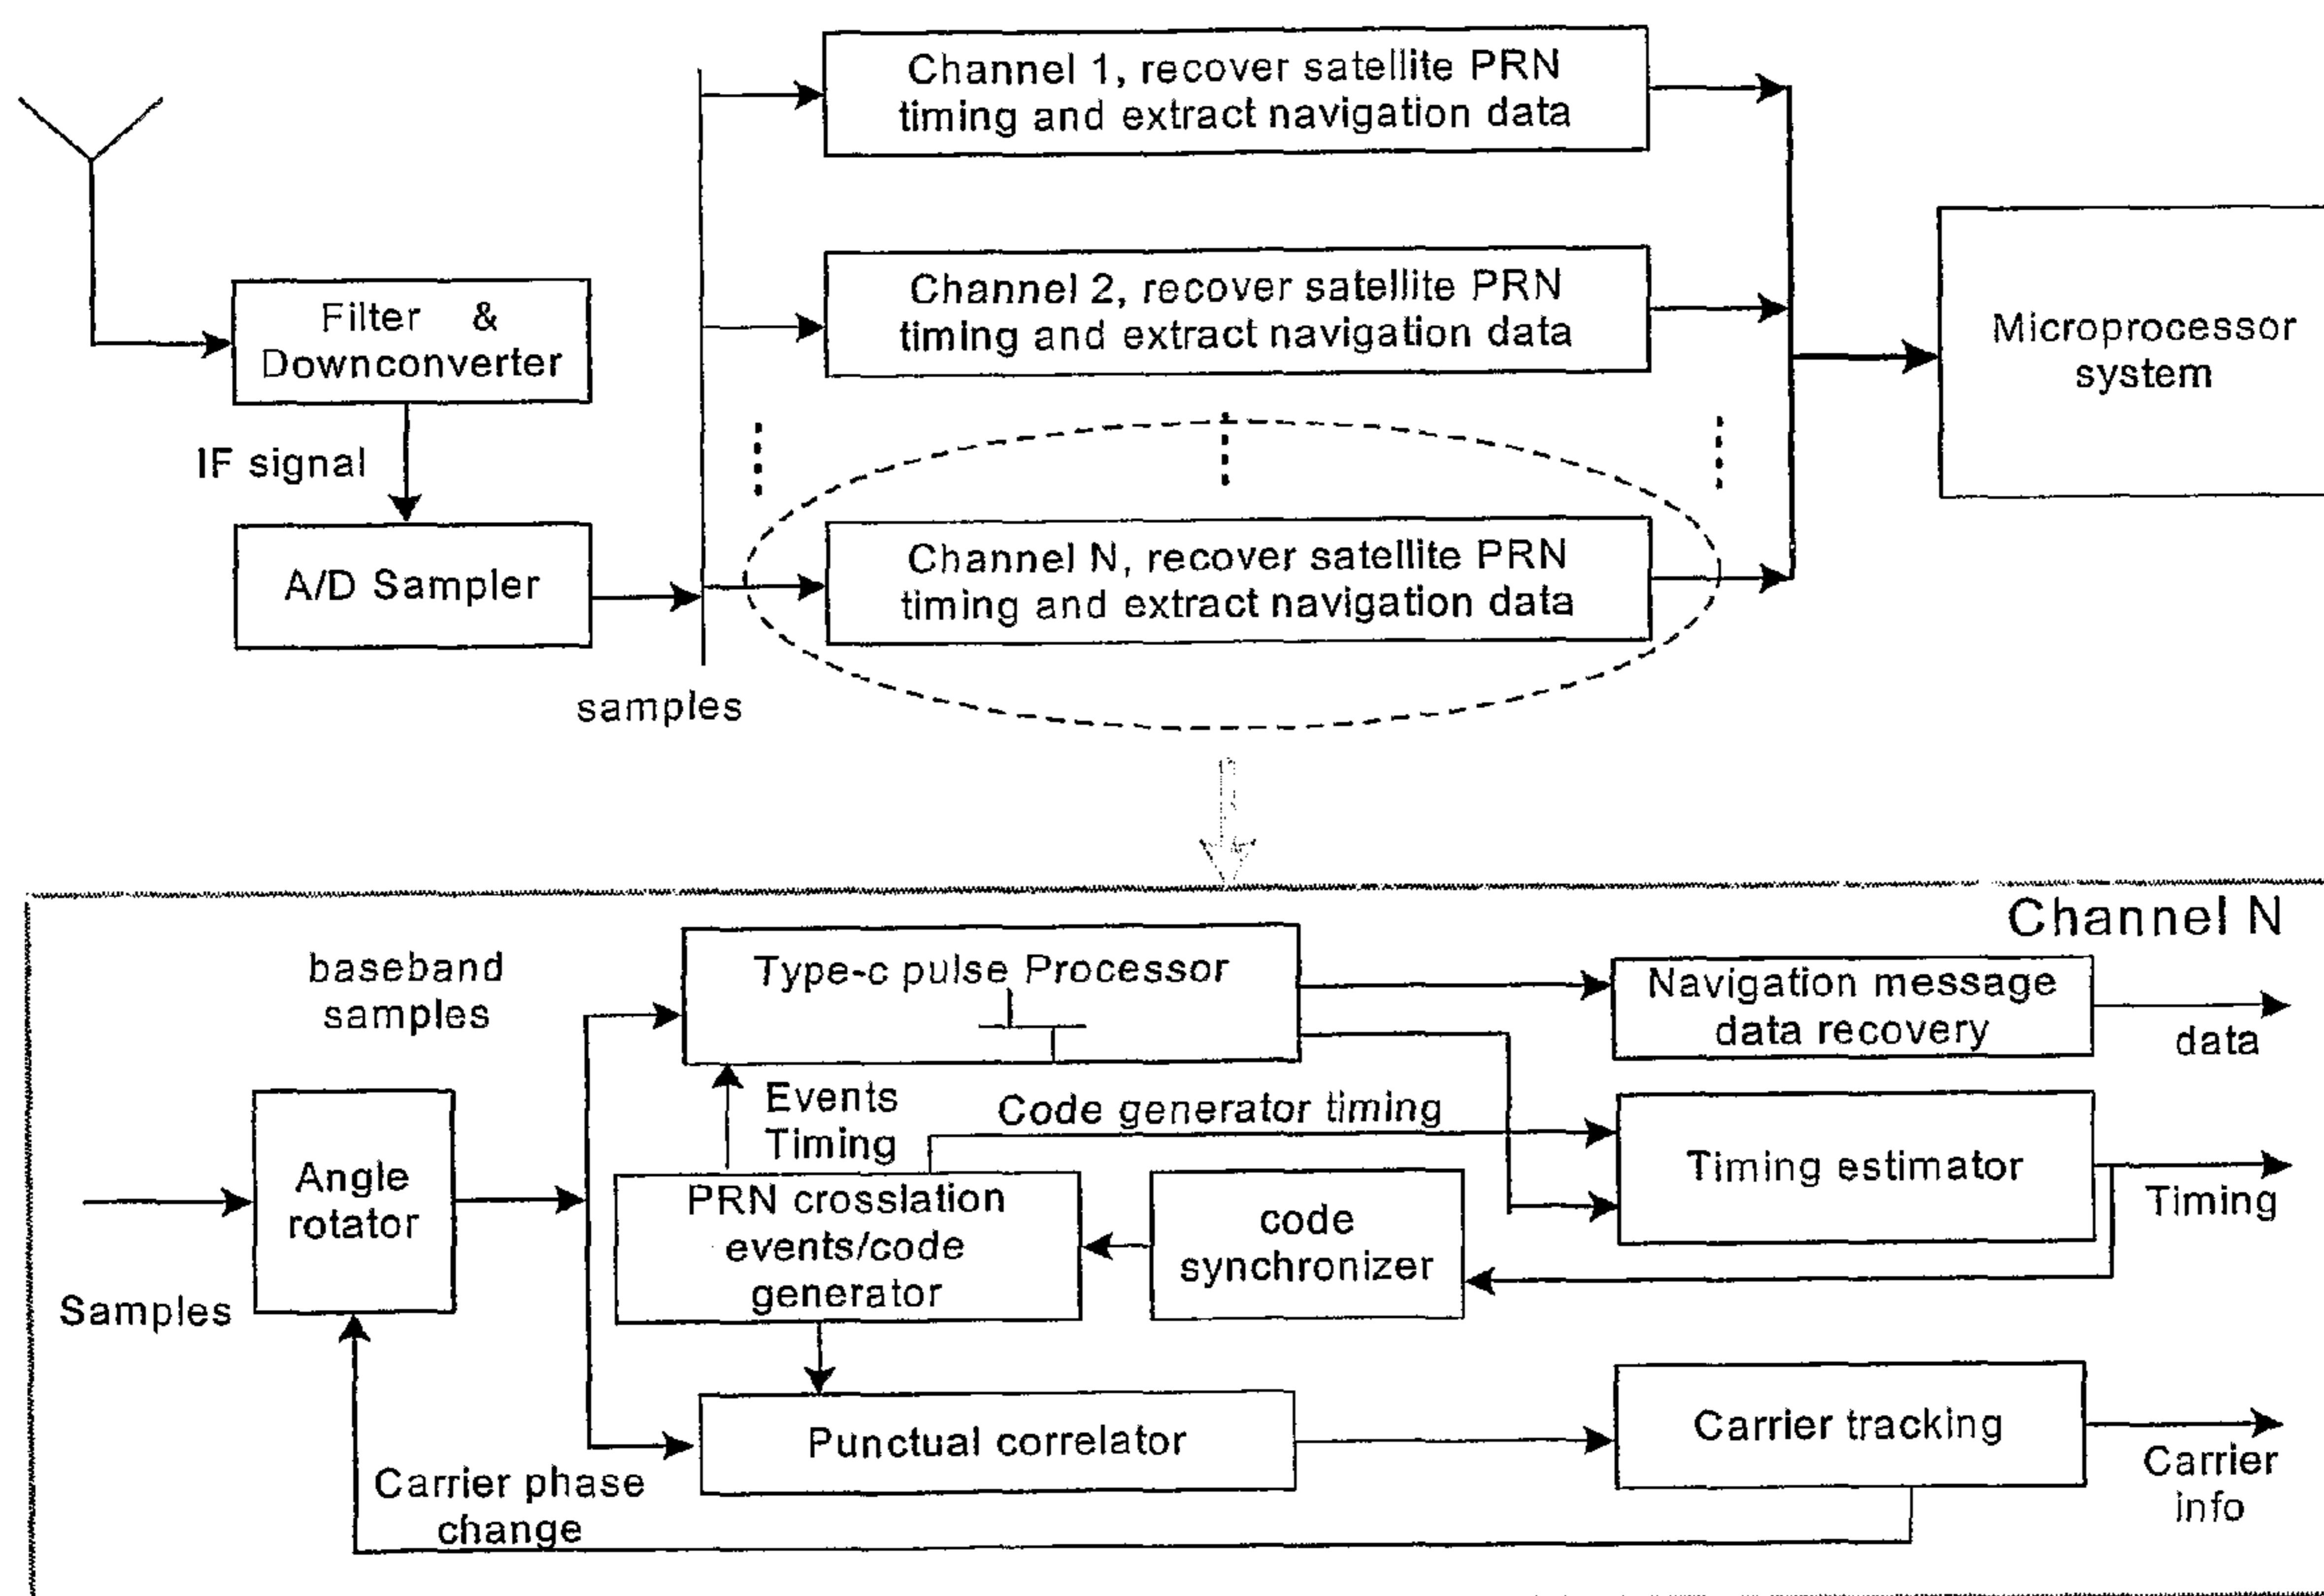 Channel 1, recover satellite PRN
timing and extract navigation data
Filter &
Downconverter
Channel 2, recover satellite PRN
timing and extract navigation data
Microprocessor
system
IF signal
A/D Sampler
Channel N, recover satellite PRN
timing and extract navigation data
samples
Channel N
baseband
samples
Type-c pulse Processor
Navigation message
data recovery
data
Events
Timing
Code generator timing
Angle
rotator
Samples
PRN crosslation
events/code
generator
code
synchronizer
Timing estimator
Timing
Punctual correlator
Carrier tracking
Carrier
info
Carrier phase
change